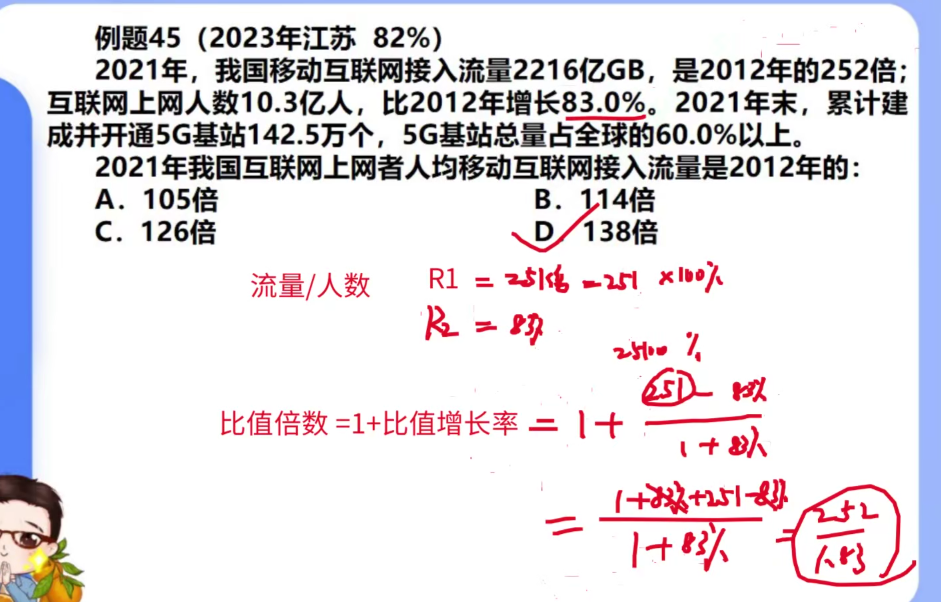 例题45（2023年江苏 82%）
2021年，我国移动互联网接入流量2216亿GB，是2012年的252倍；
互联网上网人数10.3亿人，比2012年增长83.0%。2021年末，累计建
成并开通5G基站142.5万个，5G基站总量占全球的60.0%以上。
2021年我国互联网上网者人均移动互联网接入流量是2012年的：
A．105倍 B．114倍
C．126倍 D．138倍
流量/人数 R1 = 251倍 = 251 ×100%
R2 = 83%
25100 %
比值倍数 =1+比值增长率 = 1 + (251 - 83%) / (1 + 83%)
= (1+83%+251-83%) / (1+83%) = 252 / 1.83